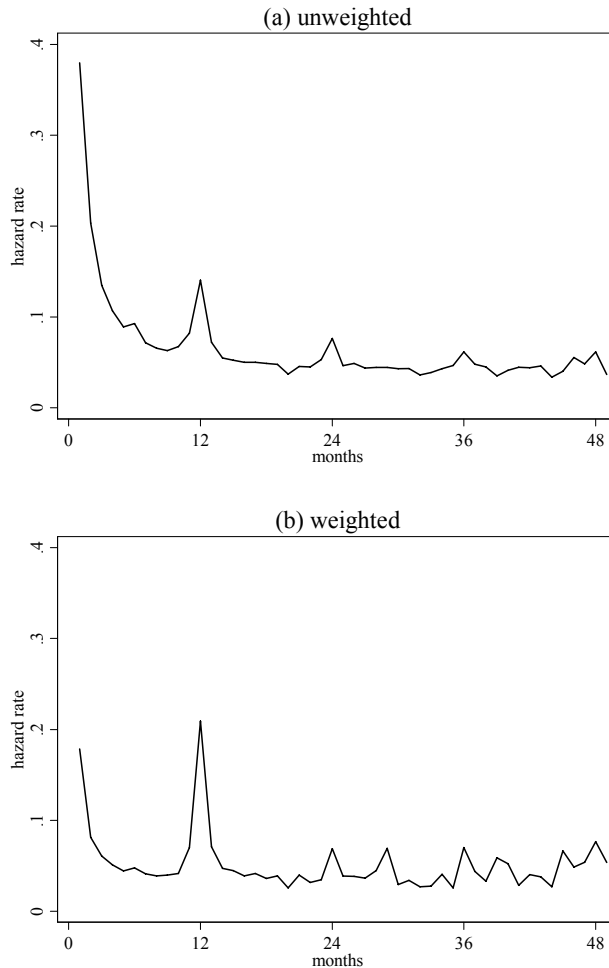 (a) unweighted
.4
.3
.2
.1
0
hazard rate
0 12 24 36 48
months
(b) weighted
.4
.3
.2
.1
0
hazard rate
0 12 24 36 48
months